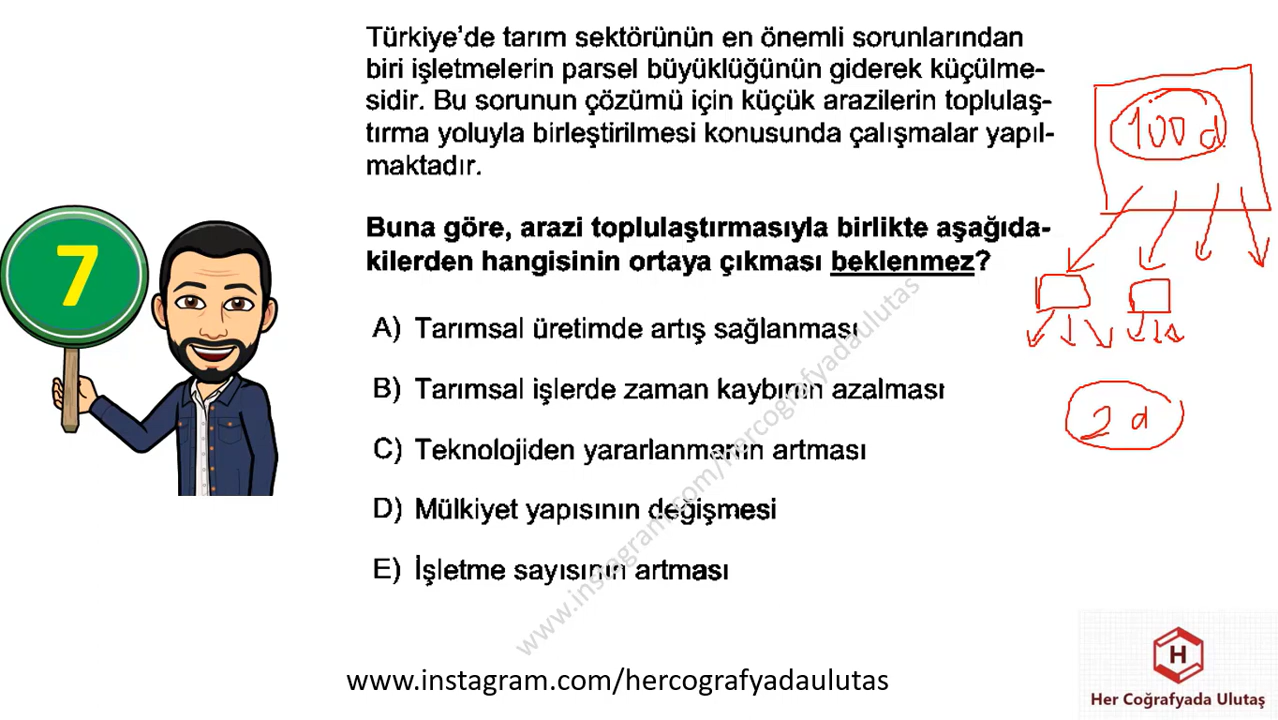 Türkiye'de tarım sektörünün en önemli sorunlarından
biri işletmelerin parsel büyüklüğünün giderek küçülme-
sidir. Bu sorunun çözümü için küçük arazilerin toplulaş-
tırma yoluyla birleştirilmesi konusunda çalışmalar yapıl-
maktadır.
100 d
7
Buna göre, arazi toplulaştırmasıyla birlikte aşağıda-
kilerden hangisinin ortaya çıkması beklenmez?
A) Tarımsal üretimde artış sağlanması
B) Tarımsal işlerde zaman kaybının azalması
C) Teknolojiden yararlanmanın artması
D) Mülkiyet yapısının değişmesi
E) İşletme sayısının artması
2 d
www.instagram.com/hercografyadaulutas
www.instagram.com/hercografyadaulutas
H
Her Coğrafyada Ulutaş